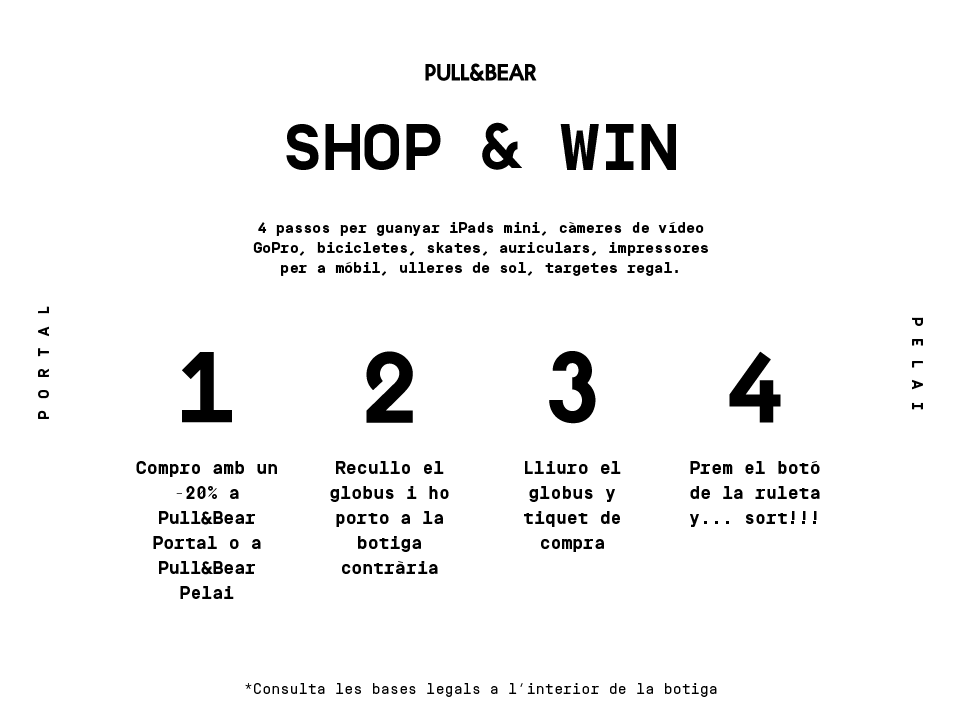 PULL&BEAR
SHOP & WIN
4 passos per guanyar iPads mini, càmeres de vídeo
GoPro, bicicletes, skates, auriculars, impressores
per a móbil, ulleres de sol, targetes regal.
PORTAL
PELAI
1
Compro amb un
-20% a
Pull&Bear
Portal o a
Pull&Bear
Pelai
2
Recullo el
globus i ho
porto a la
botiga
contrària
3
Lliuro el
globus y
tiquet de
compra
4
Prem el botó
de la ruleta
y... sort!!!
*Consulta les bases legals a l'interior de la botiga